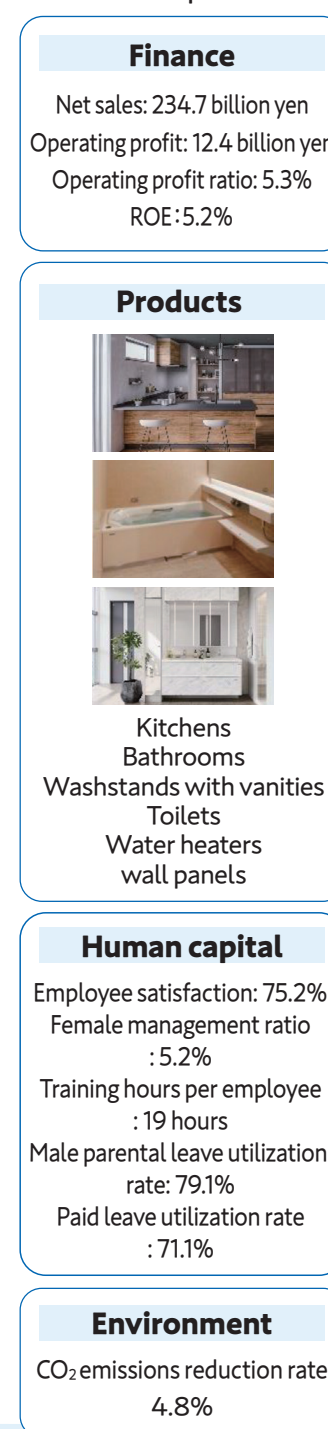 Finance
Net sales: 234.7 billion yen
Operating profit: 12.4 billion yen
Operating profit ratio: 5.3%
ROE:5.2%
Products
Kitchens
Bathrooms
Washstands with vanities
Toilets
Water heaters
wall panels
Human capital
Employee satisfaction: 75.2%
Female management ratio
: 5.2%
Training hours per employee
: 19 hours
Male parental leave utilization
rate: 79.1%
Paid leave utilization rate
: 71.1%
Environment
CO₂ emissions reduction rate
4.8%